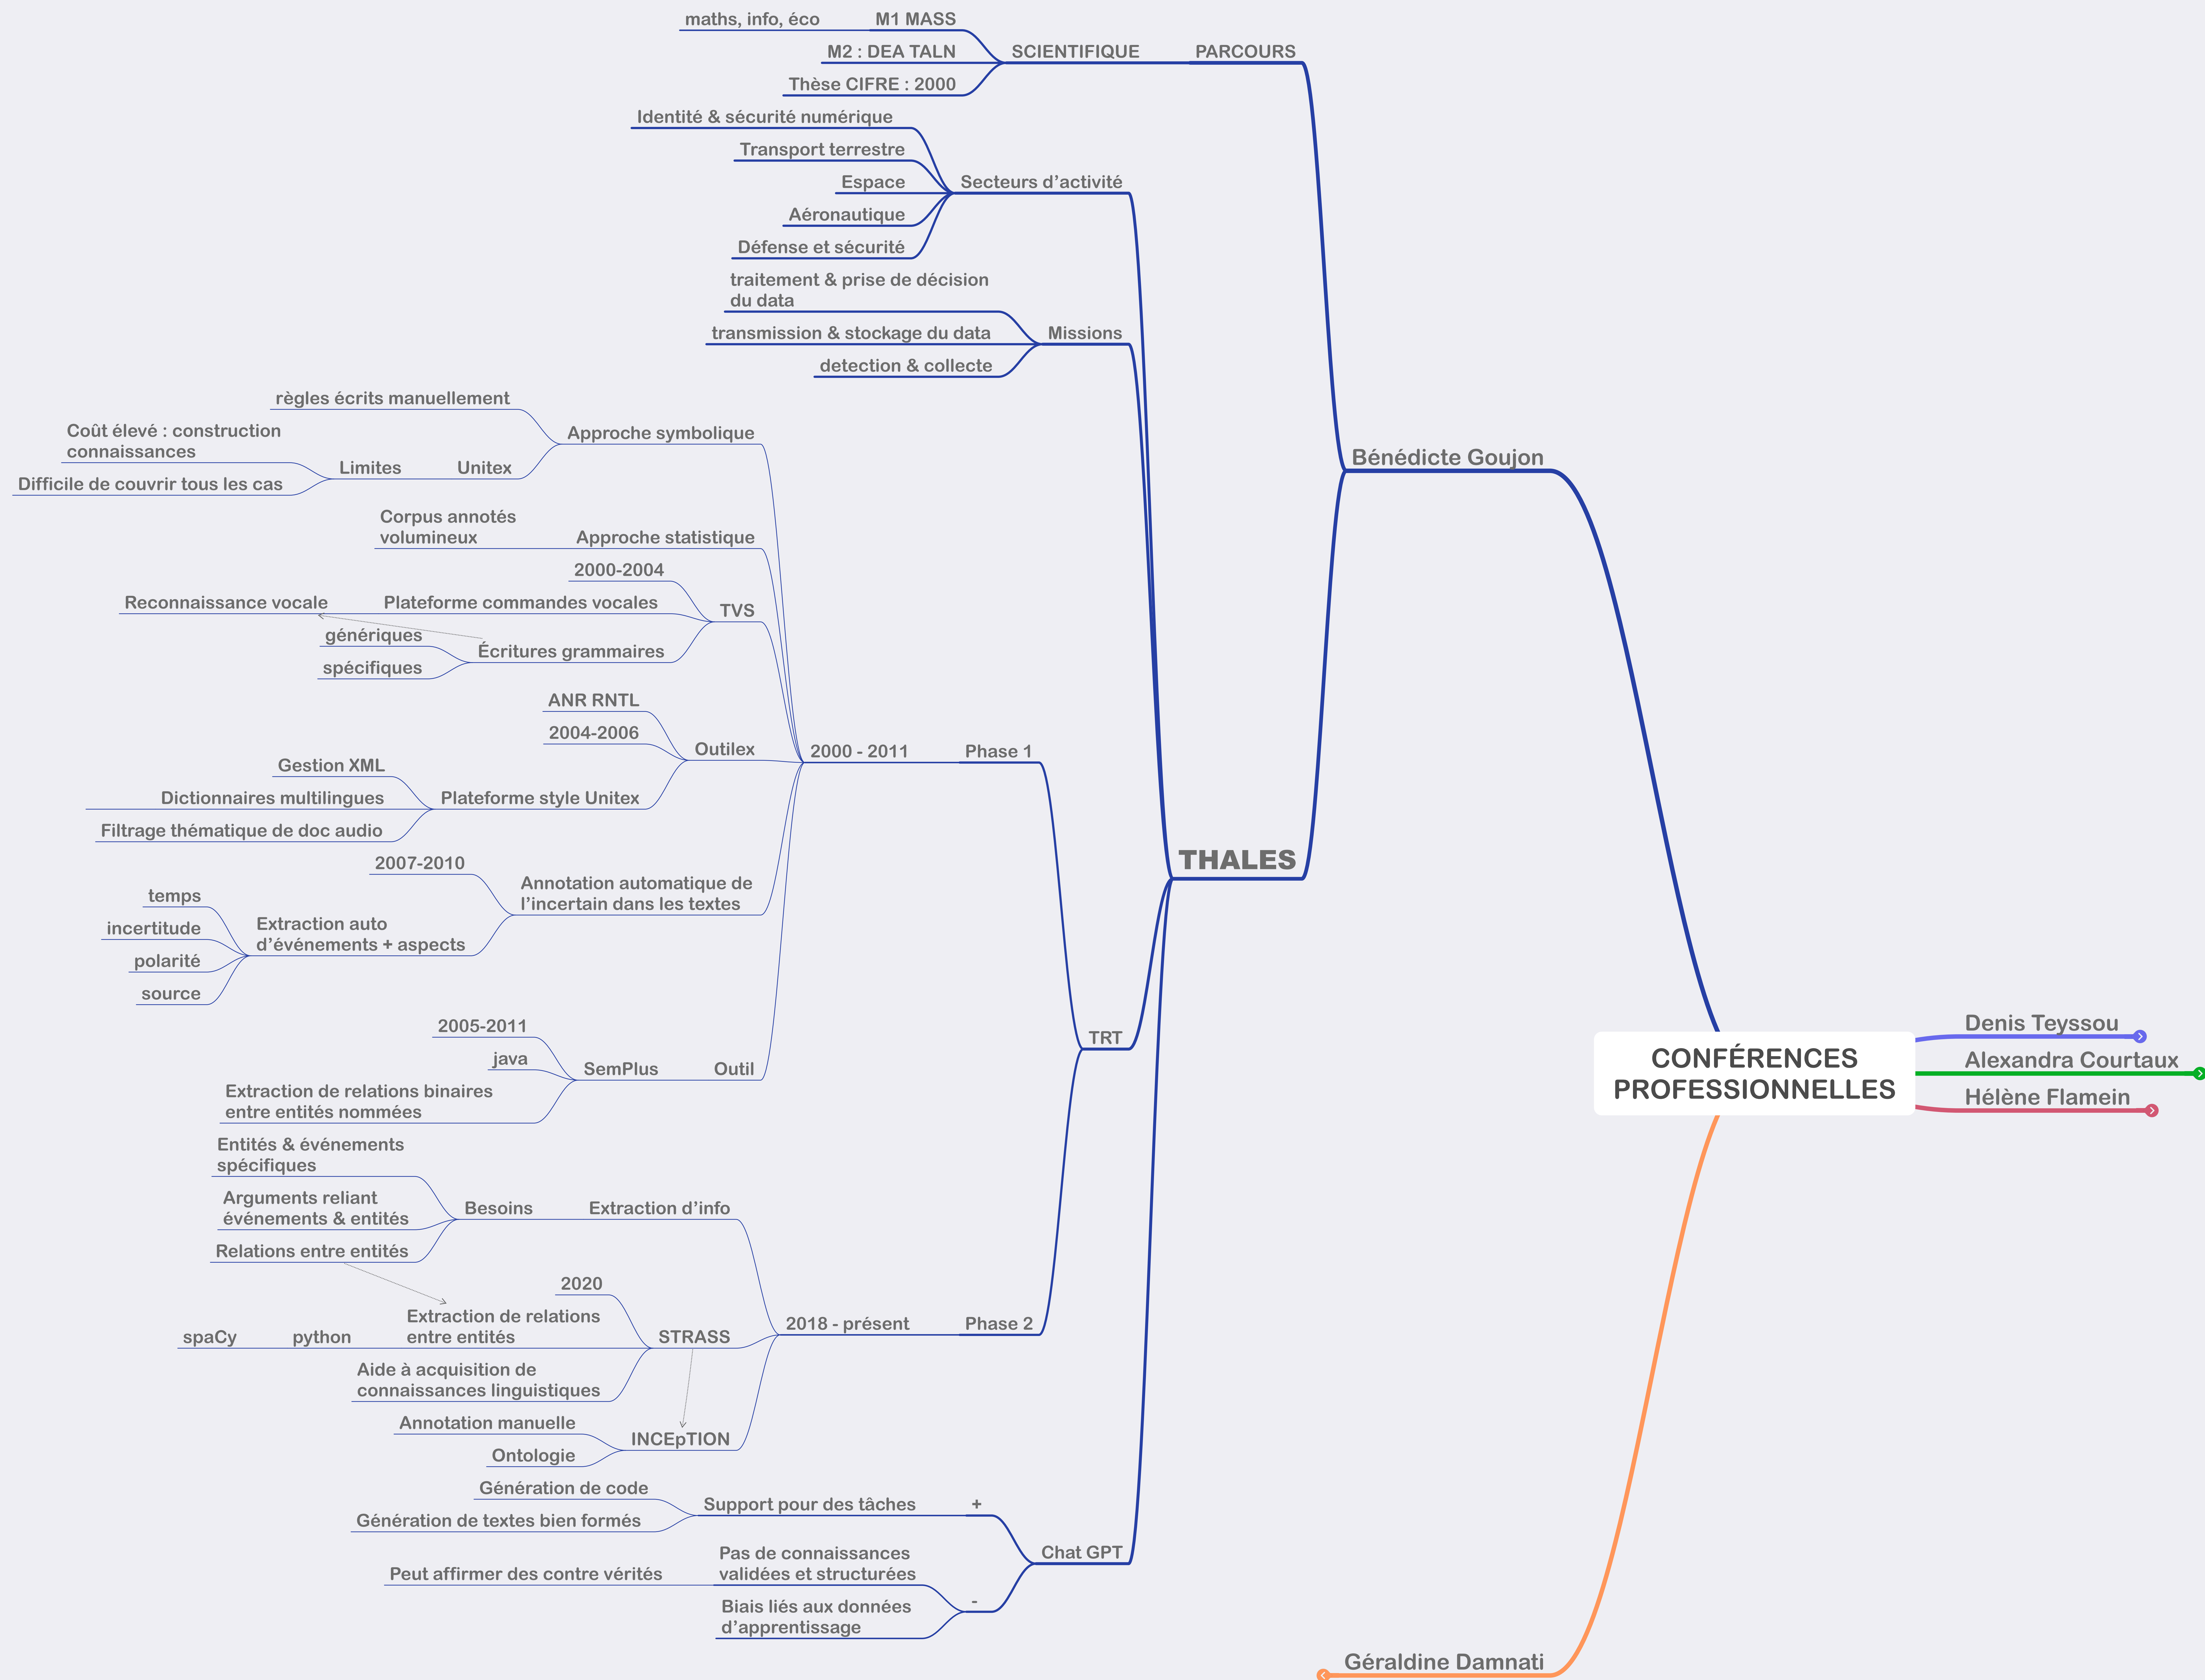 CONFÉRENCES
PROFESSIONNELLES
Bénédicte Goujon
PARCOURS
SCIENTIFIQUE
M1 MASS
maths, info, éco
M2 : DEA TALN
Thèse CIFRE : 2000
THALES
Secteurs d’activité
Identité & sécurité numérique
Transport terrestre
Espace
Aéronautique
Défense et sécurité
Missions
traitement & prise de décision
du data
transmission & stockage du data
detection & collecte
TRT
Phase 1
2000 - 2011
Approche symbolique
règles écrits manuellement
Unitex
Limites
Coût élevé : construction
connaissances
Difficile de couvrir tous les cas
Approche statistique
Corpus annotés
volumineux
TVS
2000-2004
Plateforme commandes vocales
Reconnaissance vocale
Écritures grammaires
génériques
spécifiques
Outilex
ANR RNTL
2004-2006
Plateforme style Unitex
Gestion XML
Dictionnaires multilingues
Filtrage thématique de doc audio
Annotation automatique de
l’incertain dans les textes
2007-2010
Extraction auto
d’événements + aspects
temps
incertitude
polarité
source
Outil
SemPlus
2005-2011
java
Extraction de relations binaires
entre entités nommées
Phase 2
2018 - présent
Extraction d’info
Besoins
Entités & événements
spécifiques
Arguments reliant
événements & entités
Relations entre entités
STRASS
2020
Extraction de relations
entre entités
python
spaCy
Aide à acquisition de
connaissances linguistiques
INCEpTION
Annotation manuelle
Ontologie
Chat GPT
+
Support pour des tâches
Génération de code
Génération de textes bien formés
-
Pas de connaissances
validées et structurées
Peut affirmer des contre vérités
Biais liés aux données
d’apprentissage
Denis Teyssou
Alexandra Courtaux
Hélène Flamein
Géraldine Damnati